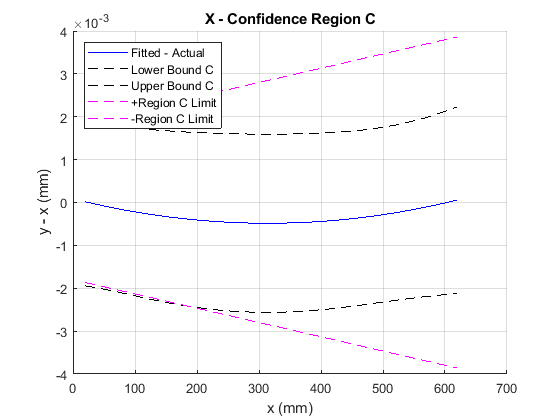 X - Confidence Region C
×10-3
4
3
2
1
0
-1
-2
-3
-4
y - x (mm)
Fitted - Actual
Lower Bound C
Upper Bound C
+Region C Limit
-Region C Limit
0 100 200 300 400 500 600 700
x (mm)